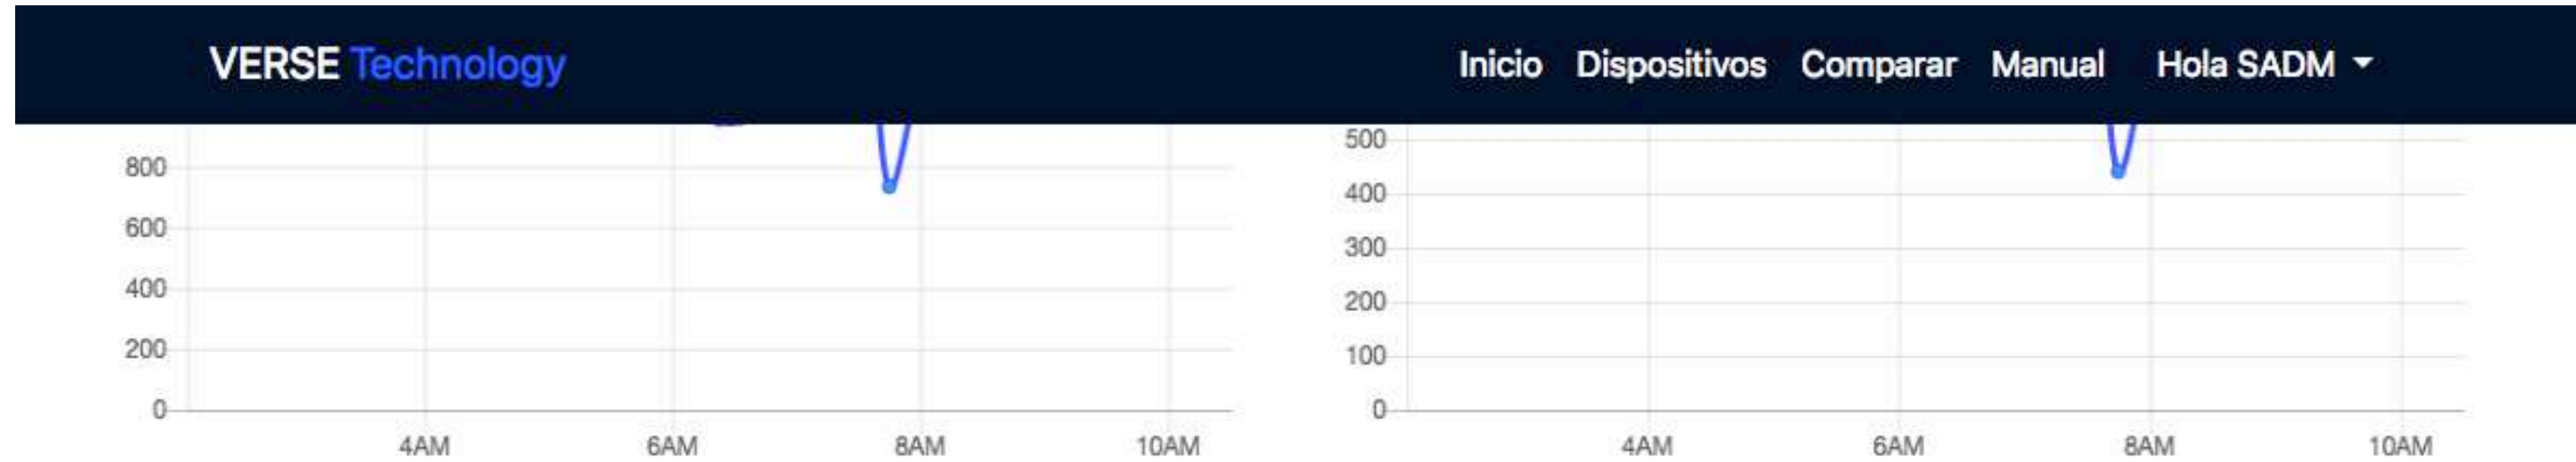 VERSE Technology
Inicio Dispositivos Comparar Manual Hola SADM
800
600
400
200
0
4AM 6AM 8AM 10AM
500
400
300
200
100
0
4AM 6AM 8AM 10AM